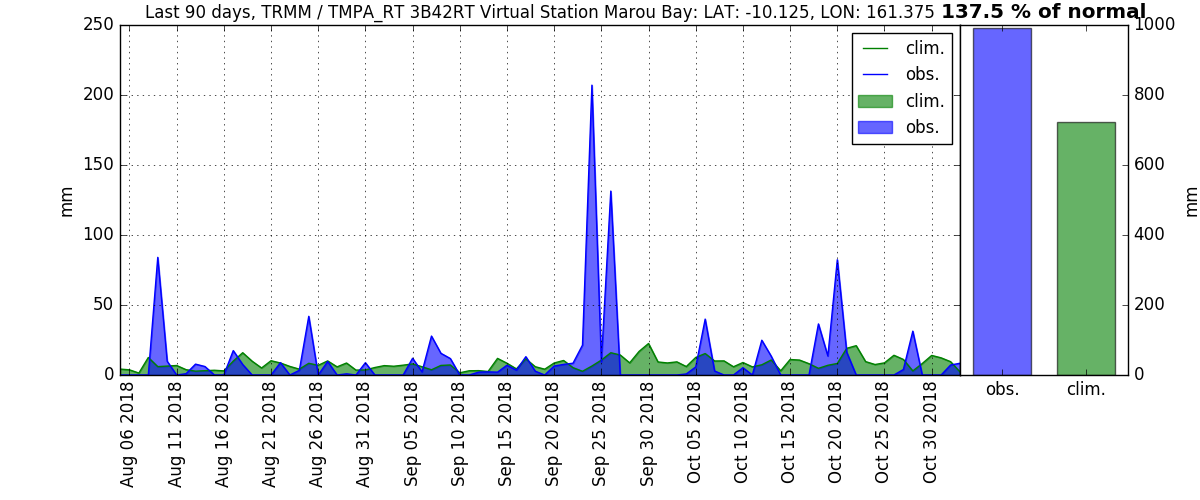 Last 90 days, TRMM / TMPA_RT 3B42RT Virtual Station Marou Bay: LAT: -10.125, LON: 161.375 137.5 % of normal
250
200
150
100
50
0
mm
clim.
obs.
clim.
obs.
1000
800
600
400
200
0
mm
Aug 06 2018
Aug 11 2018
Aug 16 2018
Aug 21 2018
Aug 26 2018
Aug 31 2018
Sep 05 2018
Sep 10 2018
Sep 15 2018
Sep 20 2018
Sep 25 2018
Sep 30 2018
Oct 05 2018
Oct 10 2018
Oct 15 2018
Oct 20 2018
Oct 25 2018
Oct 30 2018
obs.
clim.